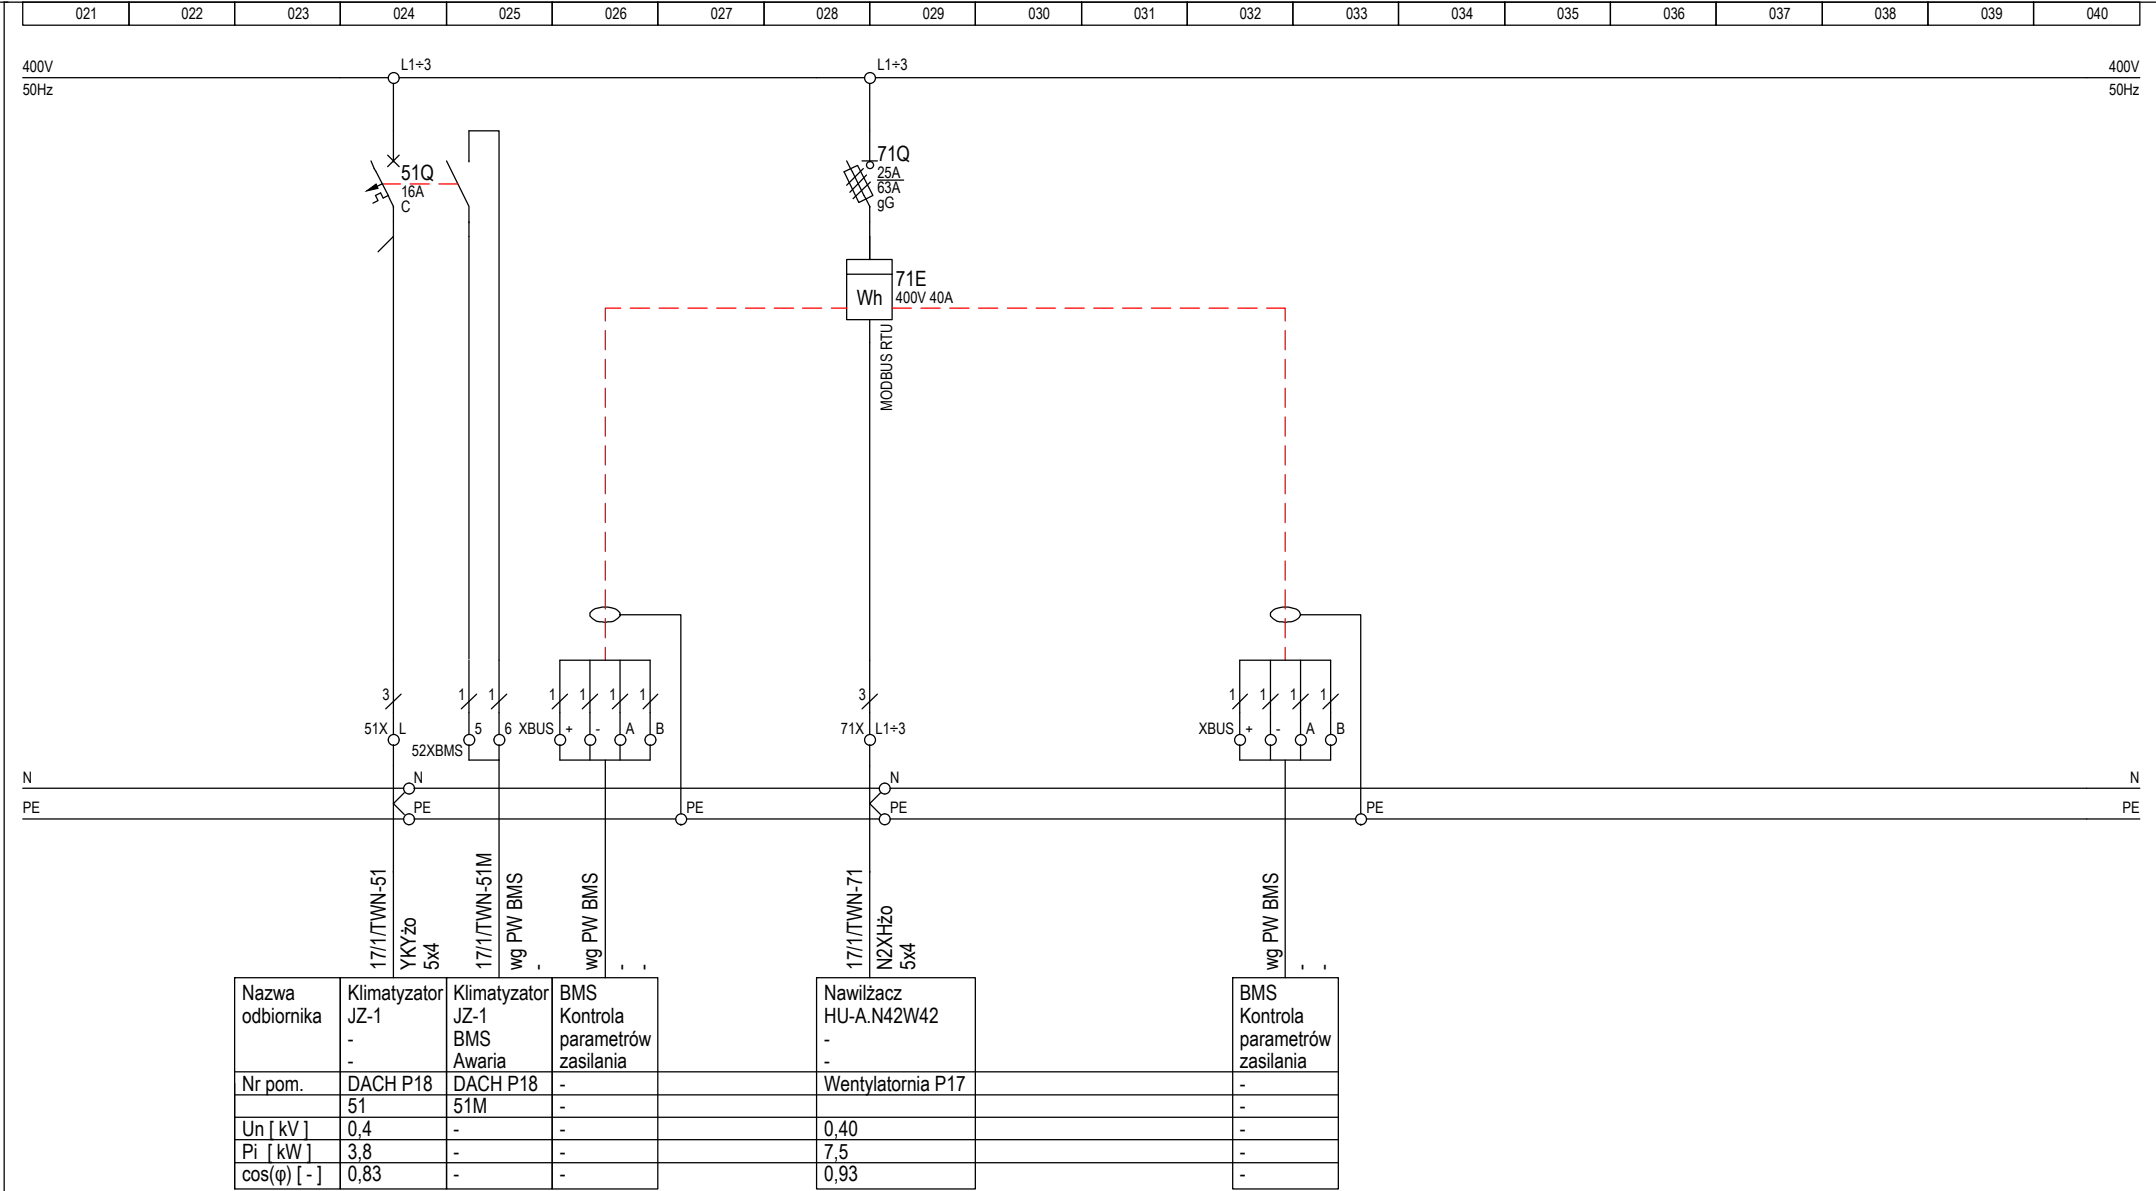 021 022 023 024 025 026 027 028 029 030 031 032 033 034 035 036 037 038 039 040
400V L1÷3 L1÷3 400V
50Hz 50Hz
51Q
16A
C
71Q
25A
63A
gG
71E
Wh 400V 40A
MODBUS RTU
3 1 1 1 1 1 1 3 1 1 1 1
51X L 5 6 XBUS + - A B 71X L1÷3 XBUS + - A B
52XBMS
N N N N
PE PE PE PE PE PE
17/1/TWN-51
YKYżo
5x4
17/1/TWN-51M
wg PW BMS
-
wg PW BMS
-
-
17/1/TWN-71
N2XHżo
5x4
wg PW BMS
-
-
Nazwa Klimatyzator Klimatyzator BMS Nawilżacz BMS
odbiornika JZ-1 JZ-1 Kontrola HU-A.N42W42 Kontrola
- BMS parametrów - parametrów
- Awaria zasilania - zasilania
Nr pom. DACH P18 DACH P18 - Wentylatornia P17 -
51 51M - -
Un [ kV ] 0,4 - - 0,40 -
Pi [ kW ] 3,8 - - 7,5 -
cos(φ) [ - ] 0,83 - - 0,93 -